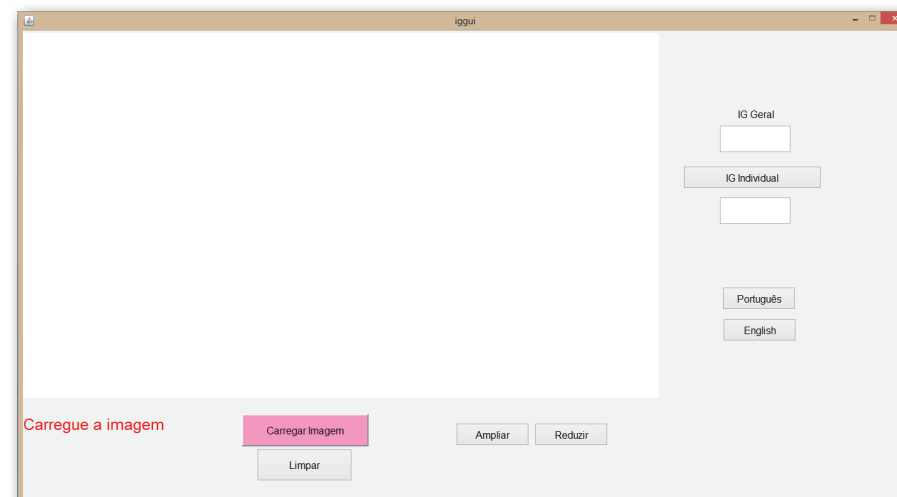 iggui
IG Geral
IG Individual
Português
English
Carregue a imagem
Carregar Imagem
Ampliar
Reduzir
Limpar